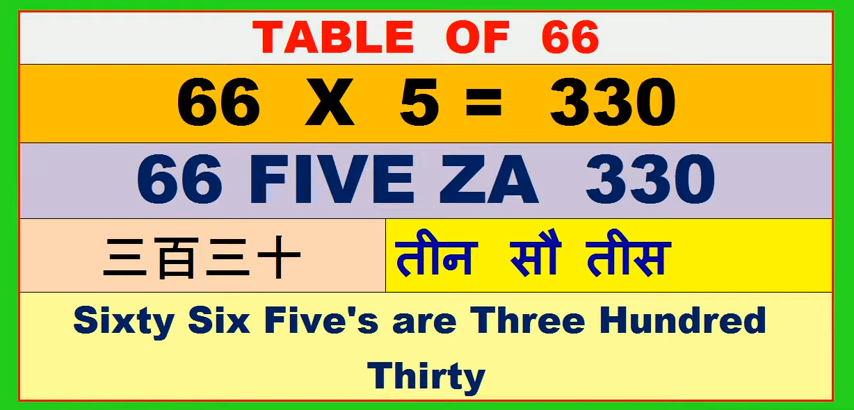 TABLE OF 66
66 X 5 = 330
66 FIVE ZA 330
三百三十
तीन सौ तीस
Sixty Six Five's are Three Hundred
Thirty